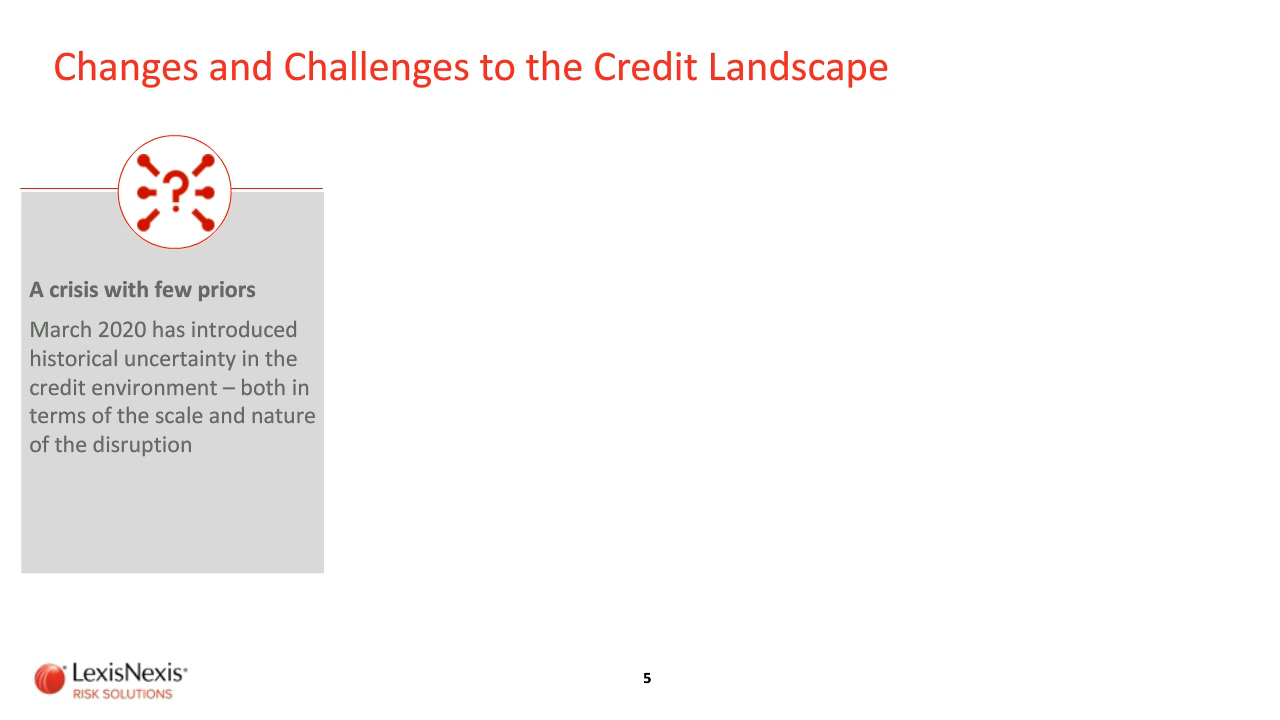 Changes and Challenges to the Credit Landscape
?
A crisis with few priors
March 2020 has introduced
historical uncertainty in the
credit environment – both in
terms of the scale and nature
of the disruption
LexisNexis®
RISK SOLUTIONS
5